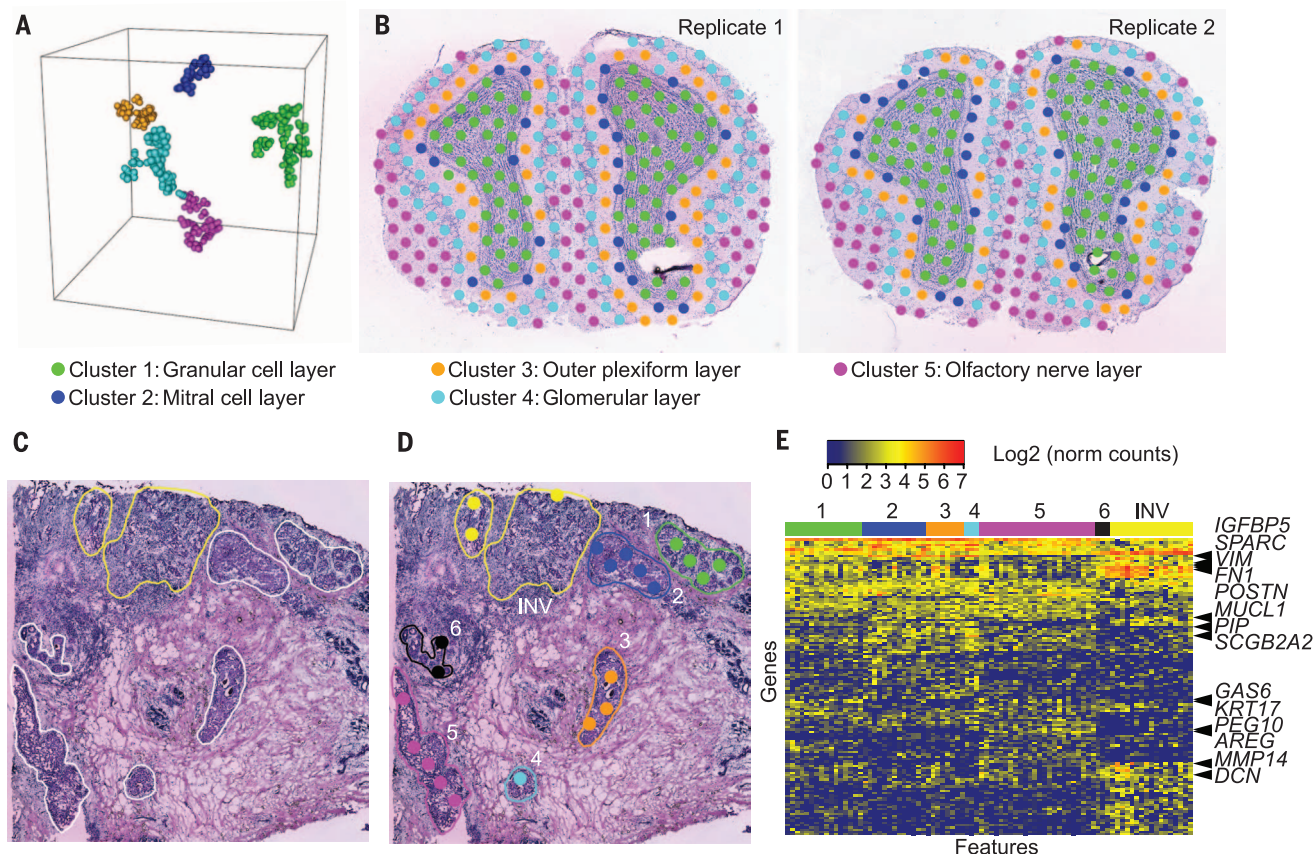 A
B
Replicate 1
Replicate 2
Cluster 1: Granular cell layer
Cluster 2: Mitral cell layer
Cluster 3: Outer plexiform layer
Cluster 4: Glomerular layer
Cluster 5: Olfactory nerve layer
C
D
1
2
INV
6
3
5
4
E
Log2 (norm counts)
0 1 2 3 4 5 6 7
1 2 3 4 5 6 INV
Genes
IGFBP5
SPARC
VIM
FN1
POSTN
MUCL1
PIP
SCGB2A2
GAS6
KRT17
PEG10
AREG
MMP14
DCN
Features